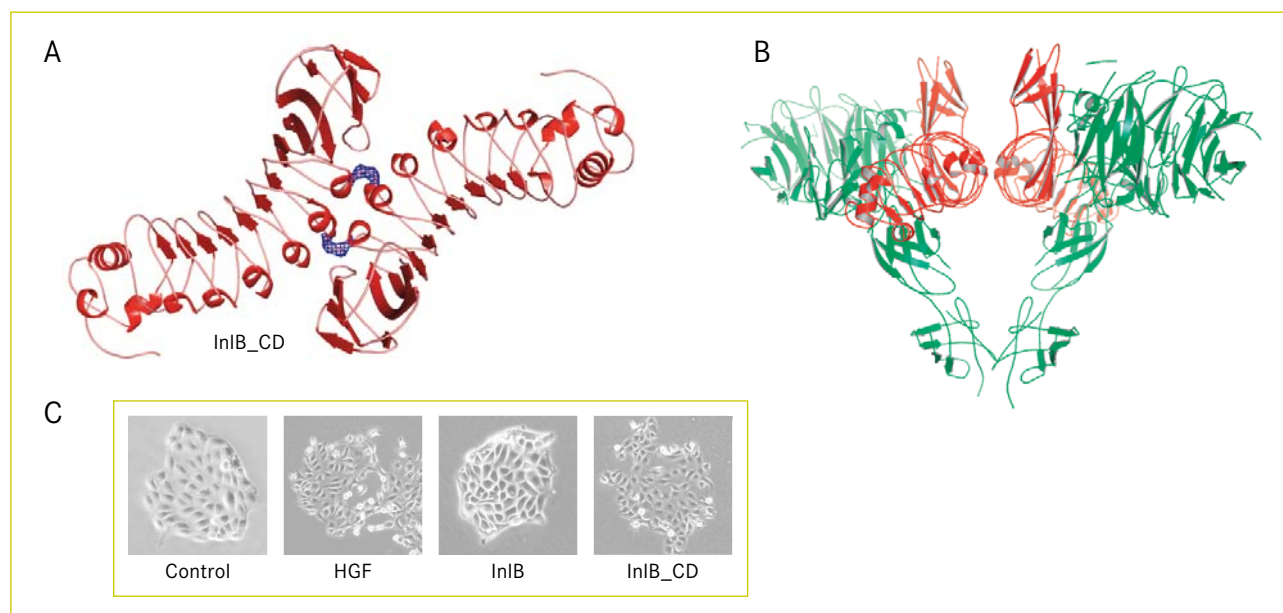 A
B
InlB_CD
C
Control
HGF
InlB
InlB_CD